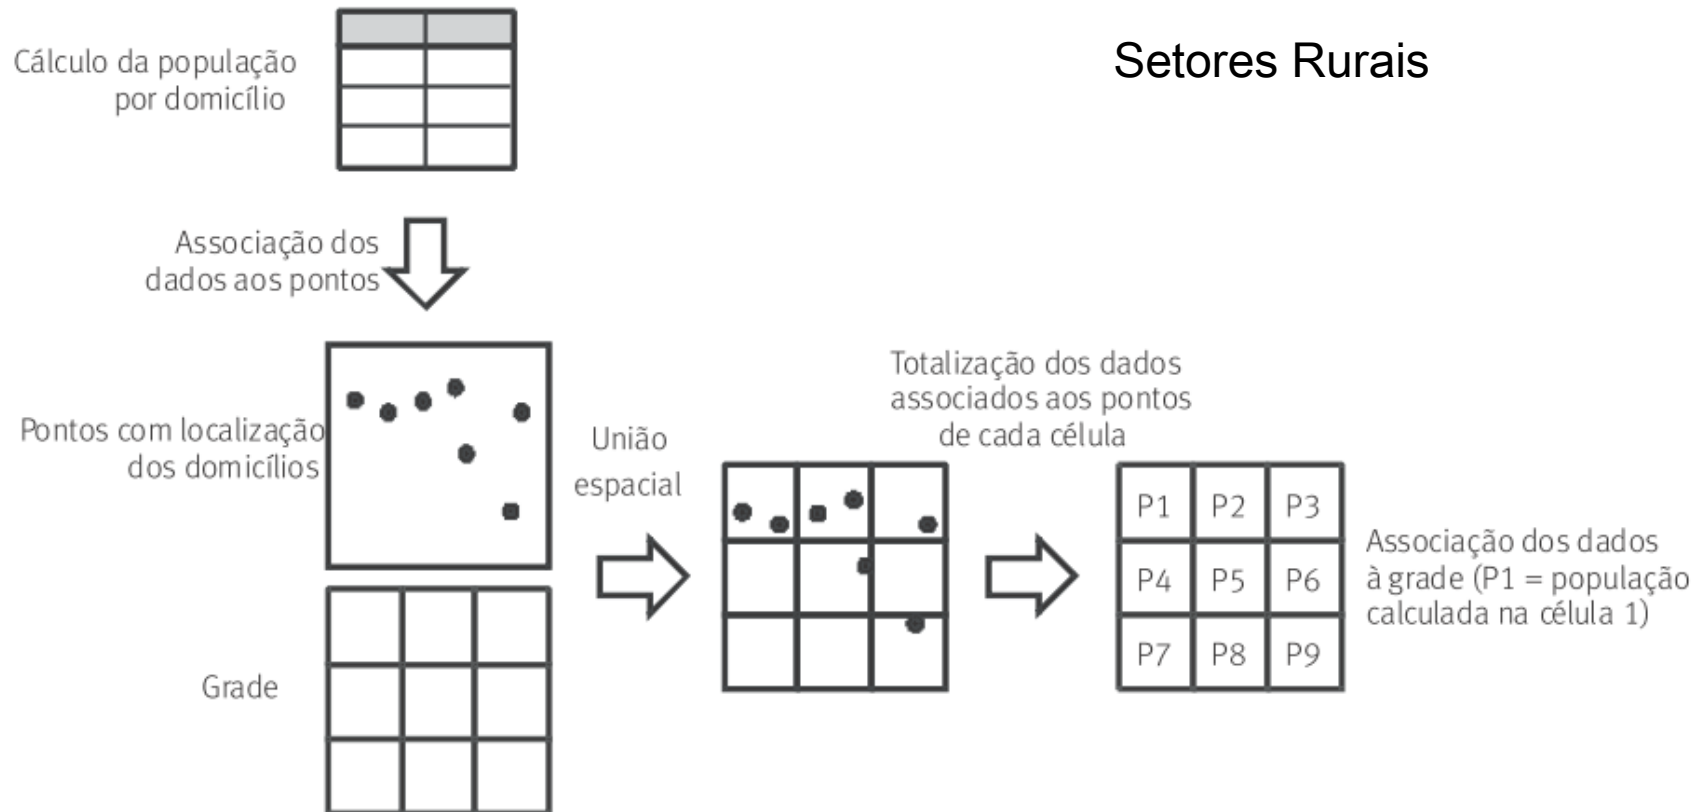 Setores Rurais
Cálculo da população
por domicílio
Associação dos
dados aos pontos
Pontos com localização
dos domicílios
Grade
União
espacial
Totalização dos dados
associados aos pontos
de cada célula
P1 P2 P3
P4 P5 P6
P7 P8 P9
Associação dos dados
à grade (P1 = população
calculada na célula 1)